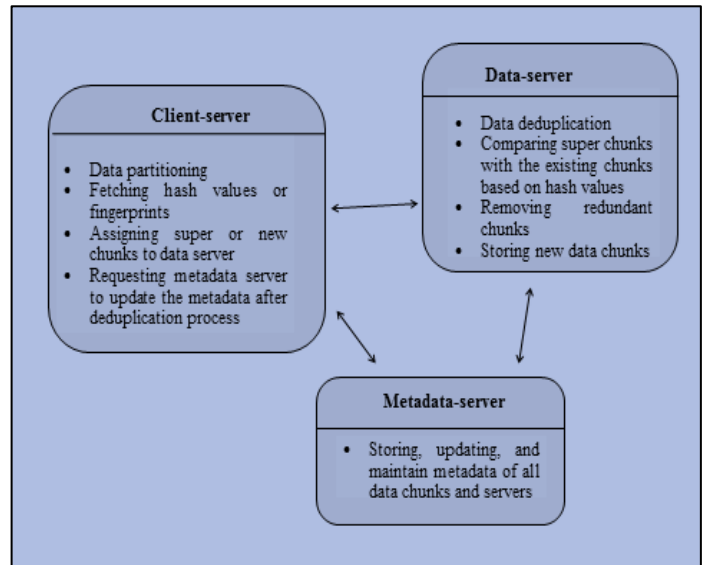 Client-server
• Data partitioning
• Fetching hash values or
fingerprints
• Assigning super or new
chunks to data server
• Requesting metadata server
to update the metadata after
deduplication process
Data-server
• Data deduplication
• Comparing super chunks
with the existing chunks
based on hash values
• Removing redundant
chunks
• Storing new data chunks
Metadata-server
• Storing, updating, and
maintain metadata of all
data chunks and servers